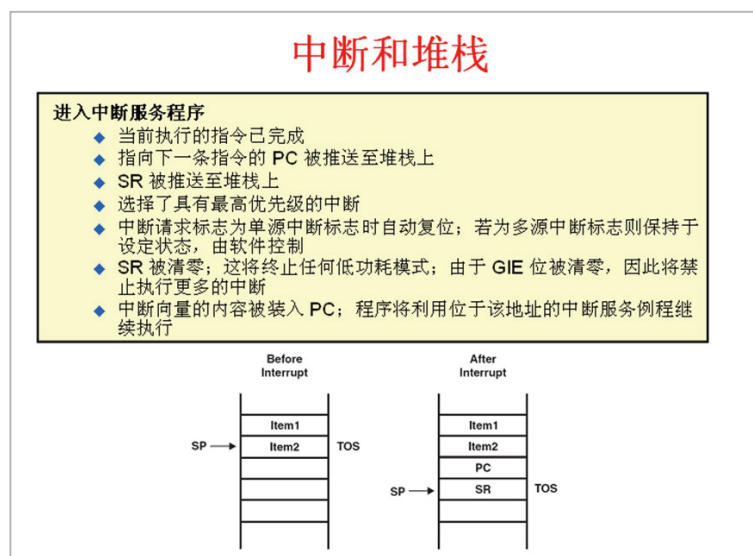 中断和堆栈
进入中断服务程序
当前执行的指令已完成
指向下一条指令的 PC 被推送至堆栈上
SR 被推送至堆栈上
选择了具有最高优先级的中断
中断请求标志为单源中断标志时自动复位；若为多源中断标志则保持于
设定状态，由软件控制
SR 被清零；这将终止任何低功耗模式；由于 GIE 位被清零，因此将禁
止执行更多的中断
中断向量的内容被装入 PC；程序将利用位于该地址的中断服务例程继
续执行
Before
Interrupt
Item1
SP Item2 TOS
After
Interrupt
Item1
Item2
PC
SP SR TOS